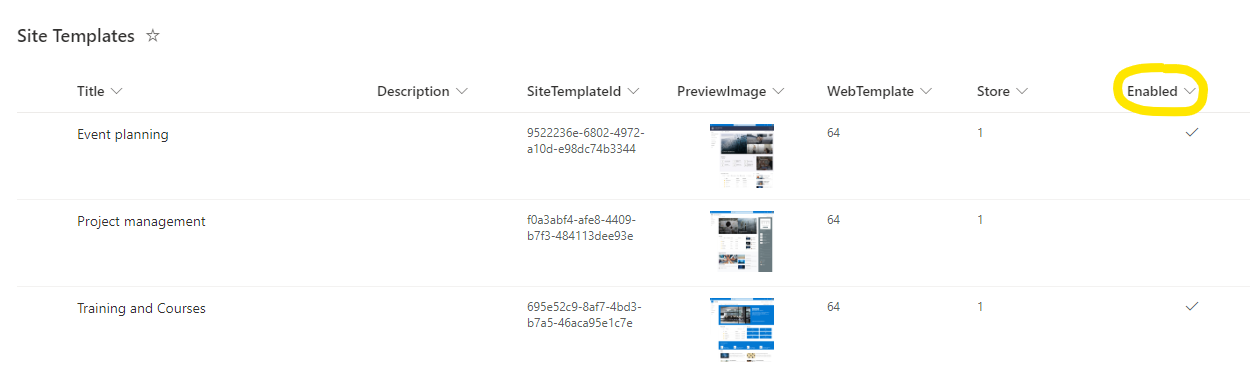 Site Templates
Title Description SiteTemplateId PreviewImage WebTemplate Store Enabled
Event planning 9522236e-6802-4972- 64 1
a10d-e98dc74b3344
Project management f0a3abf4-afe8-4409- 64 1
b7f3-484113dee93e
Training and Courses 695e52c9-8af7-4bd3- 64 1
b7a5-46aca95e1c7e